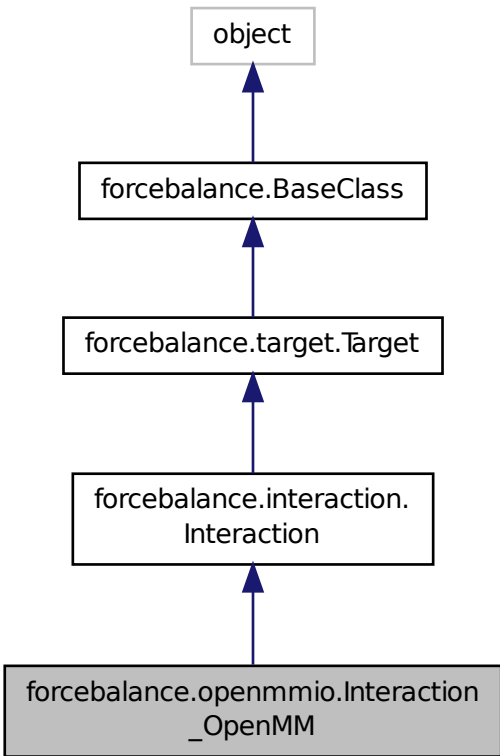 object
forcebalance.BaseClass
forcebalance.target.Target
forcebalance.interaction.
Interaction
forcebalance.openmmio.Interaction
_OpenMM